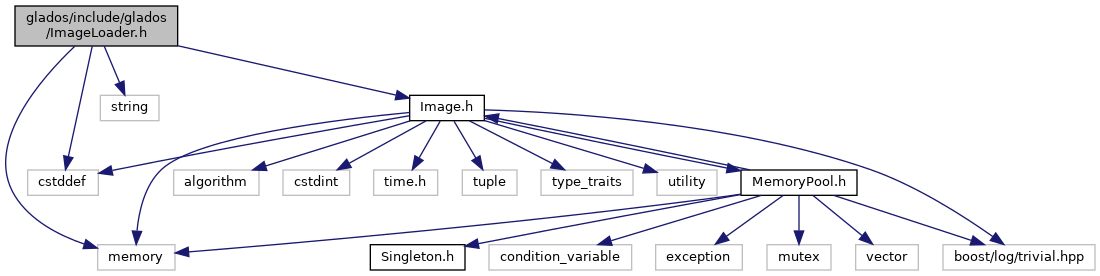 glados/include/glados
/ImageLoader.h
string
Image.h
cstddef
algorithm
cstdint
time.h
tuple
type_traits
utility
MemoryPool.h
memory
Singleton.h
condition_variable
exception
mutex
vector
boost/log/trivial.hpp